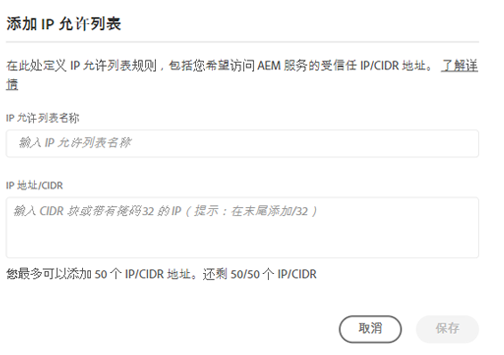 添加 IP 允许列表
在此处定义 IP 允许列表规则，包括您希望访问 AEM 服务的受信任 IP/CIDR 地址。 了解详
情
IP 允许列表名称
输入 IP 允许列表名称
IP 地址/CIDR
输入 CIDR 块或带有掩码32 的 IP（提示：在末尾添加/32）
您最多可以添加 50 个 IP/CIDR 地址。还剩 50/50 个 IP/CIDR
取消
保存